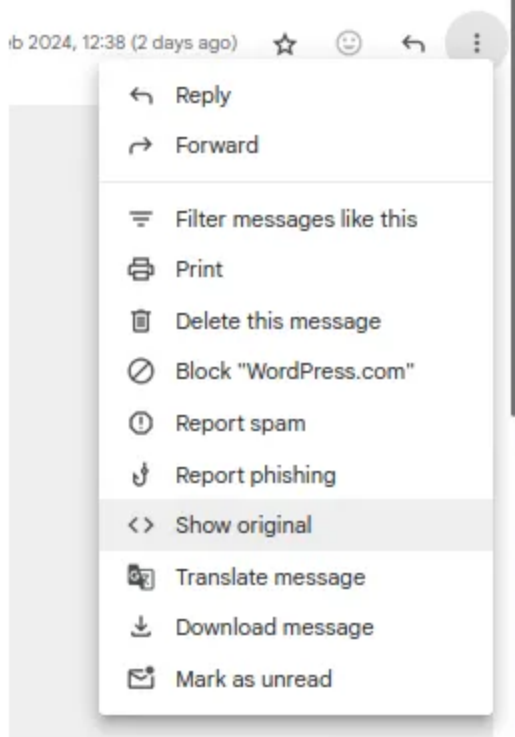 eb 2024, 12:38 (2 days ago)
Reply
Forward
Filter messages like this
Print
Delete this message
Block "WordPress.com"
Report spam
Report phishing
Show original
Translate message
Download message
Mark as unread